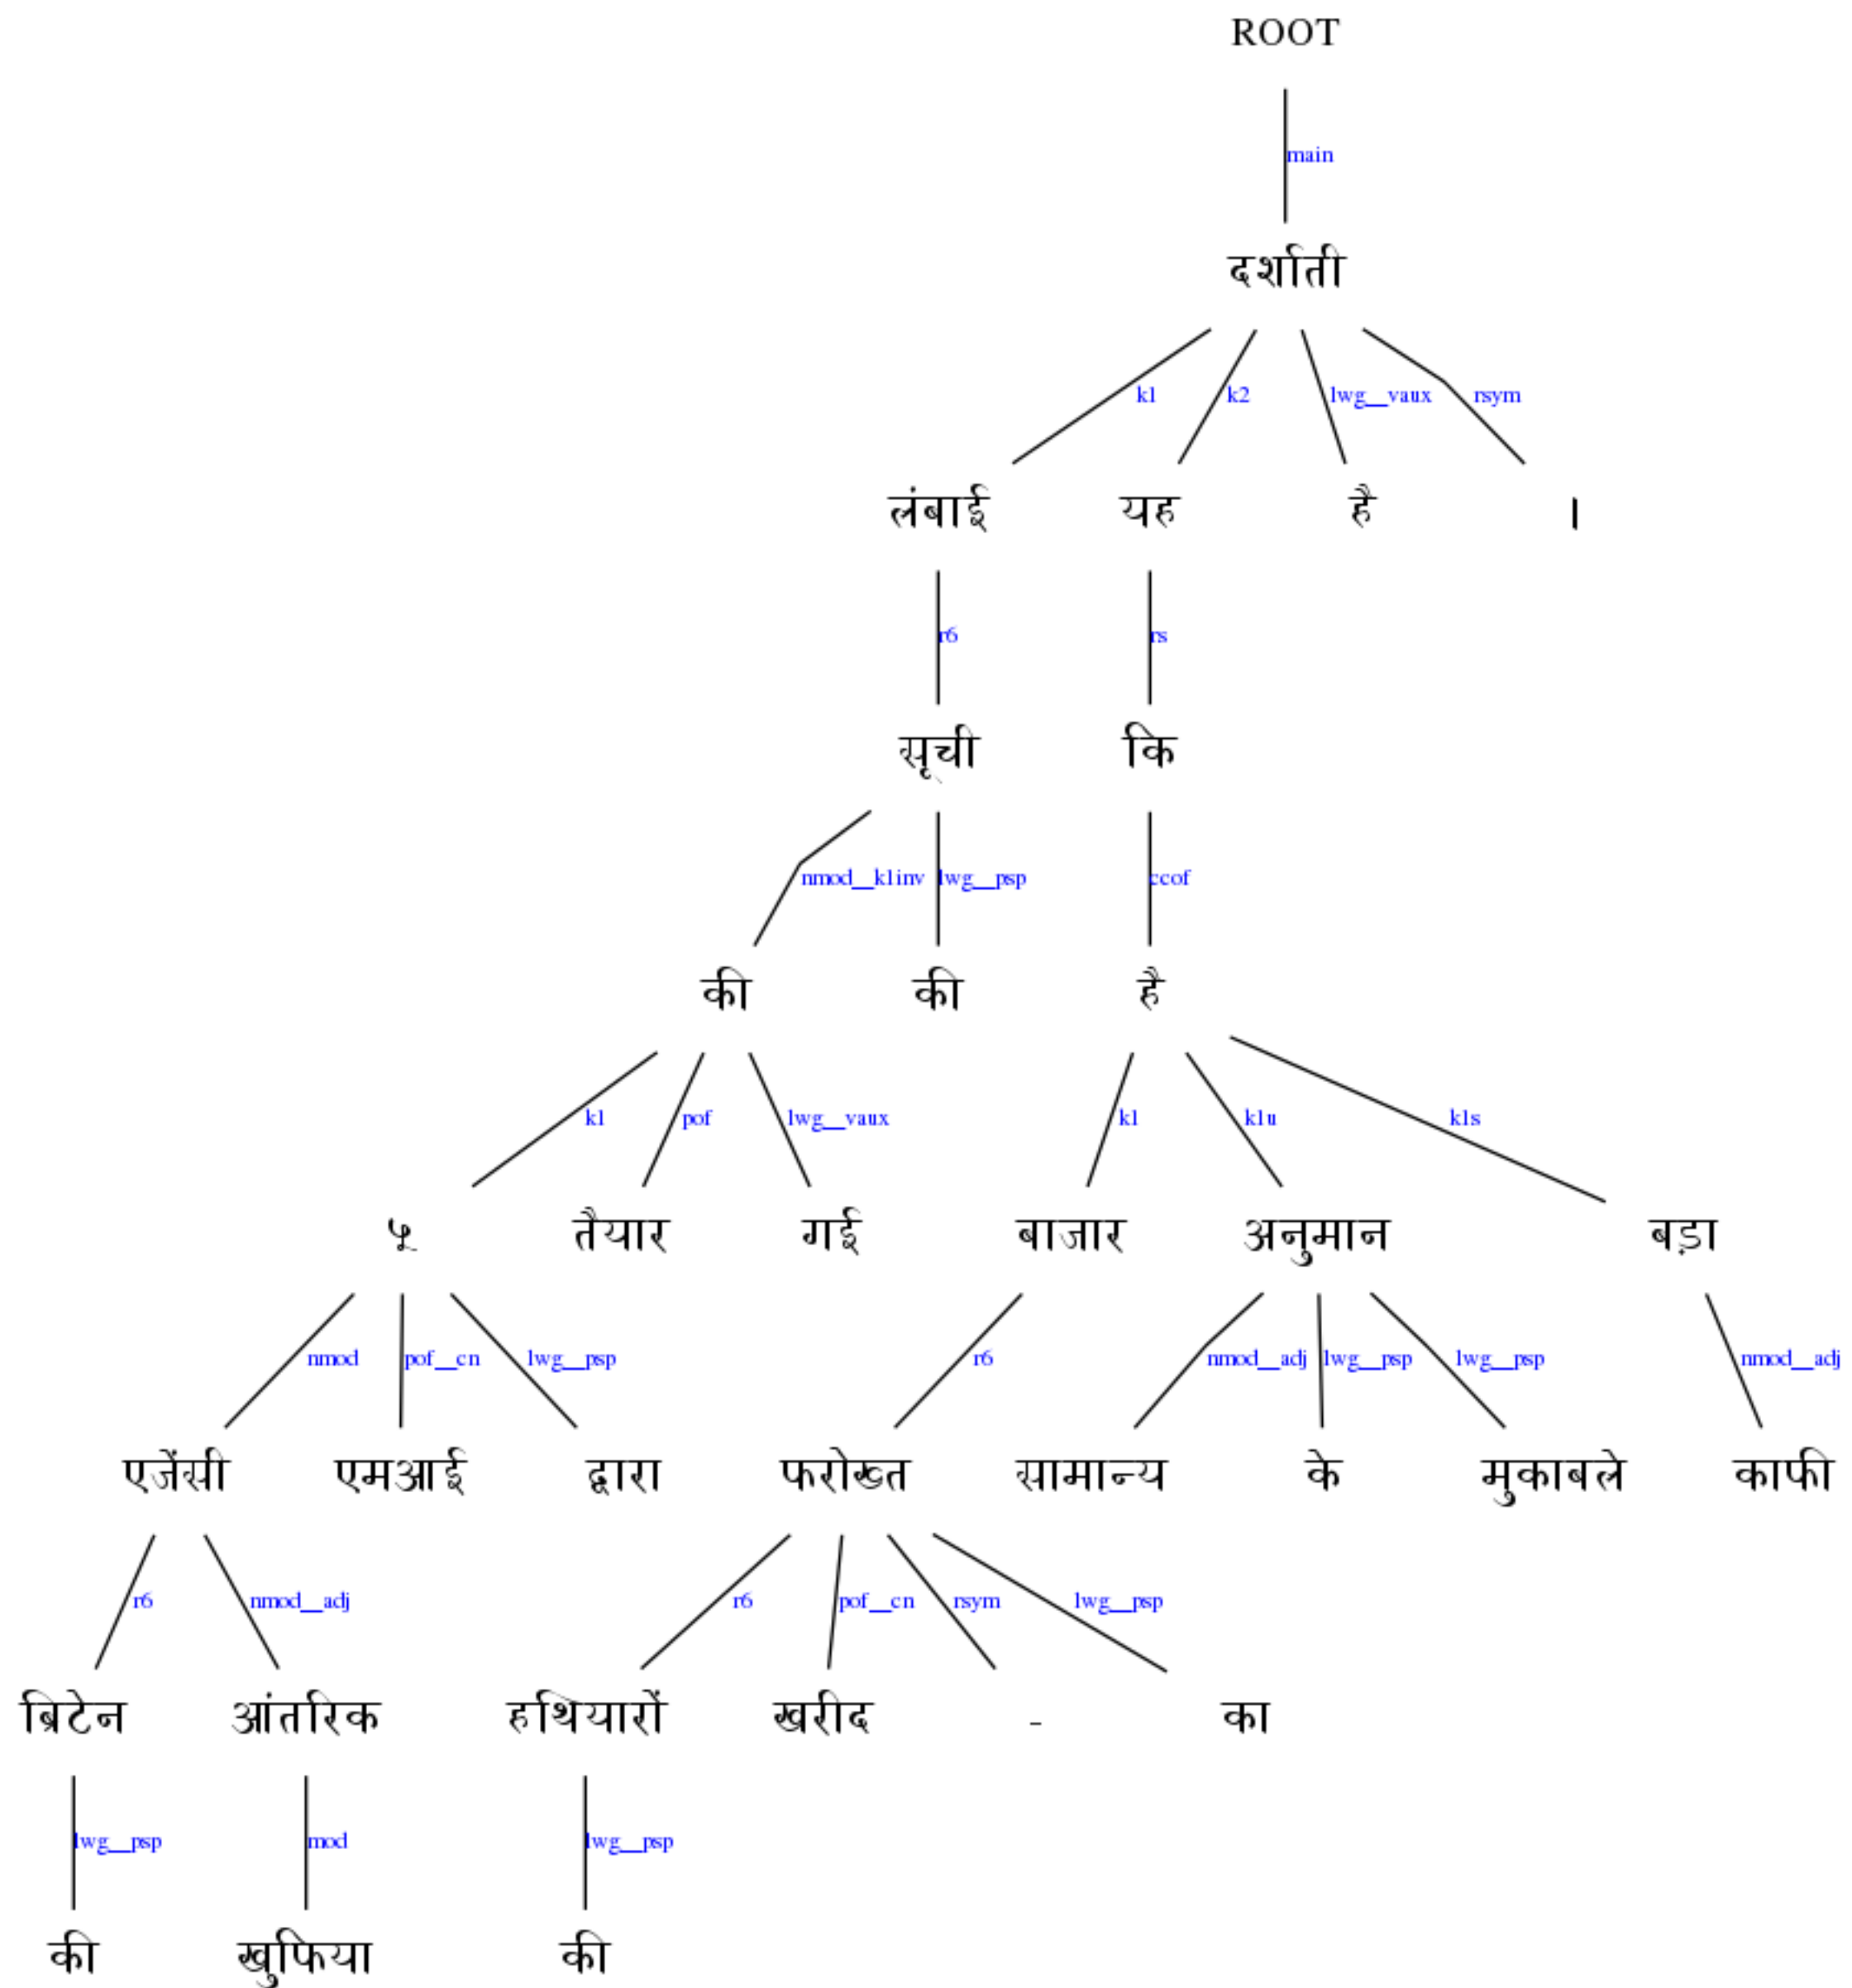 ROOT
main
दर्शाती
k1 k2 lwg__vaux rsym
लंबाई यह है ।
r6 rs
सूची कि
nmod__k1inv lwg__psp ccof
की की है
k1 pof lwg__vaux k1 k1u k1s
५ तैयार गई बाजार अनुमान बड़ा
nmod pof__cn lwg__psp r6 nmod__adj lwg__psp lwg__psp nmod__adj
एजेंसी एमआई द्वारा फरोख्त सामान्य के मुकाबले काफी
r6 nmod__adj r6 pof__cn rsym lwg__psp
ब्रिटेन आंतरिक हथियारों खरीद - का
lwg__psp mod lwg__psp
की खुफिया की